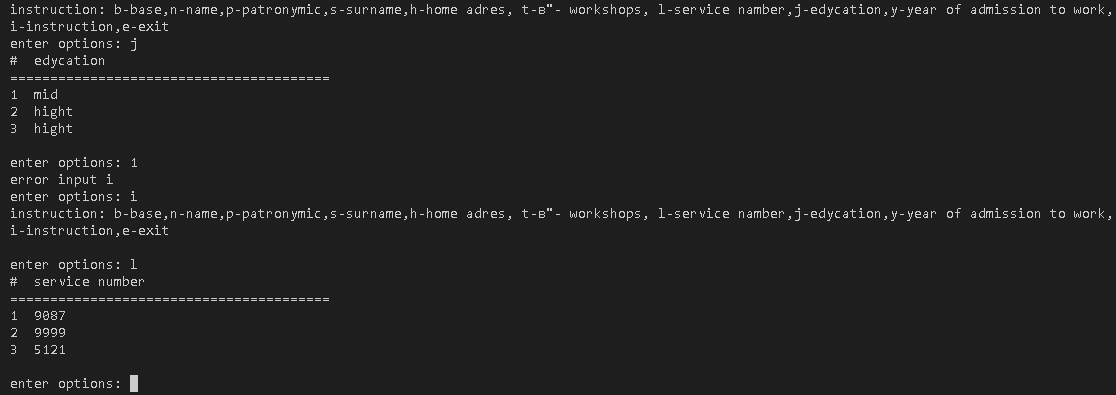 instruction: b-base,n-name,p-patronymic,s-surname,h-home adres, t-в"- workshops, l-service namber,j-edycation,y-year of admission to work,
i-instruction,e-exit
enter options: j
#  edycation
========================================
1  mid
2  hight
3  hight
enter options: 1
error input i
enter options: i
instruction: b-base,n-name,p-patronymic,s-surname,h-home adres, t-в"- workshops, l-service namber,j-edycation,y-year of admission to work,
i-instruction,e-exit
enter options: l
#  service number
========================================
1  9087
2  9999
3  5121
enter options: